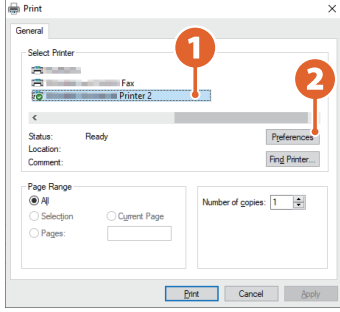 Print
General
Select Printer
1
Fax
2
Printer 2
Status: Ready
Preferences
Location:
Comment:
Find Printer...
Page Range
All
Selection Current Page
Pages:
Number of copies: 1
Print Cancel Apply